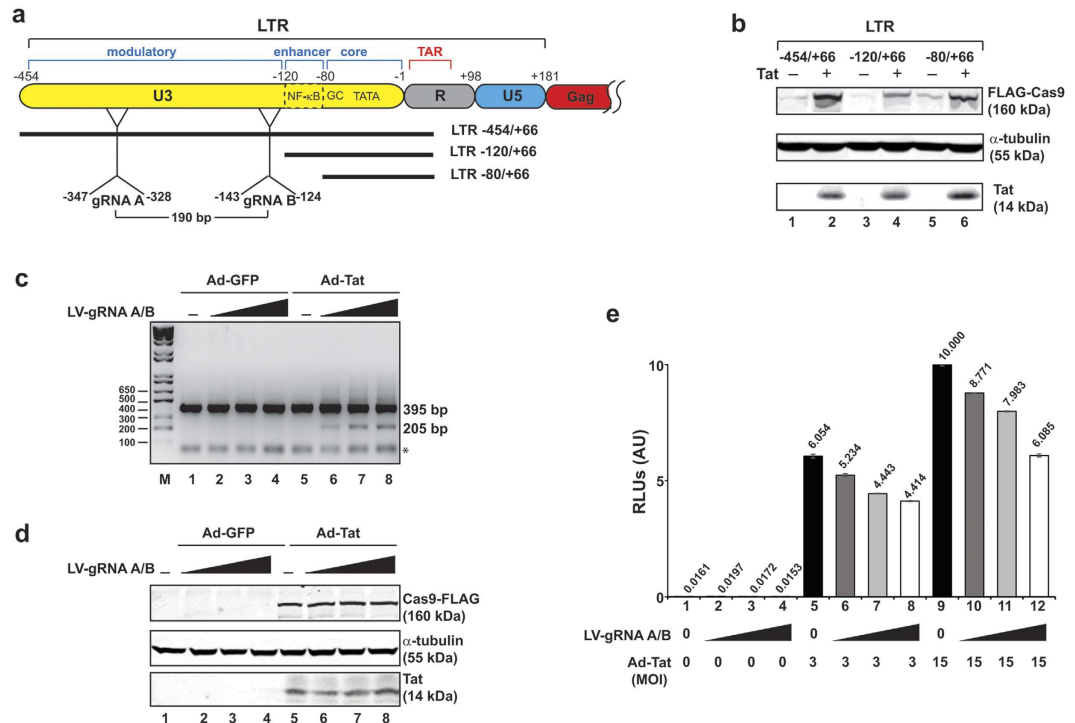 a
LTR
modulatory enhancer core TAR
-454 -120 -80 -1 +98 +181
U3 NF-κB GC TATA R U5 Gag
LTR -454/+66
LTR -120/+66
LTR -80/+66
-347 gRNA A -328 -143 gRNA B -124
190 bp
b
LTR
-454/+66 -120/+66 -80/+66
Tat – + – + – +
FLAG-Cas9
(160 kDa)
α-tubulin
(55 kDa)
Tat
(14 kDa)
1 2 3 4 5 6
c
Ad-GFP Ad-Tat
LV-gRNA A/B – –
650
500
400
300
200
100
395 bp
205 bp
*
M 1 2 3 4 5 6 7 8
d
Ad-GFP Ad-Tat
LV-gRNA A/B – –
Cas9-FLAG
(160 kDa)
α-tubulin
(55 kDa)
Tat
(14 kDa)
1 2 3 4 5 6 7 8
e
RLUs (AU)
10
5
0
0.0161 0.0197 0.0172 0.0153 6.054 5.234 4.443 4.414 10.000 8.771 7.983 6.085
1 2 3 4 5 6 7 8 9 10 11 12
LV-gRNA A/B 0 0 0
Ad-Tat 0 0 0 0 3 3 3 3 15 15 15 15
(MOI)